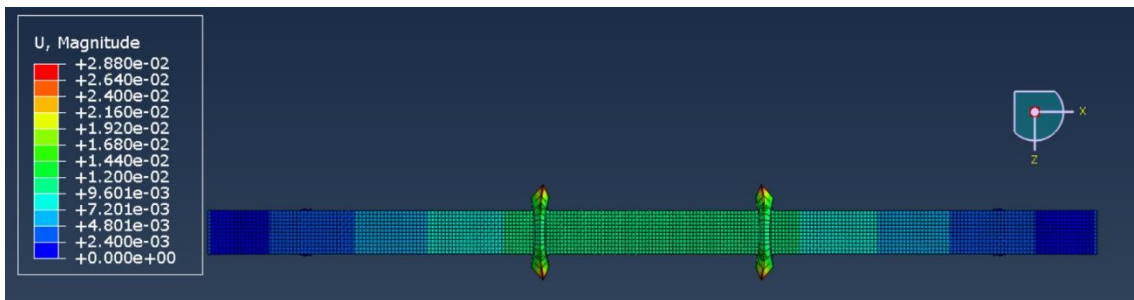 U, Magnitude
+2.880e-02
+2.640e-02
+2.400e-02
+2.160e-02
+1.920e-02
+1.680e-02
+1.440e-02
+1.200e-02
+9.601e-03
+7.201e-03
+4.801e-03
+2.400e-03
+0.000e+00
X
Z